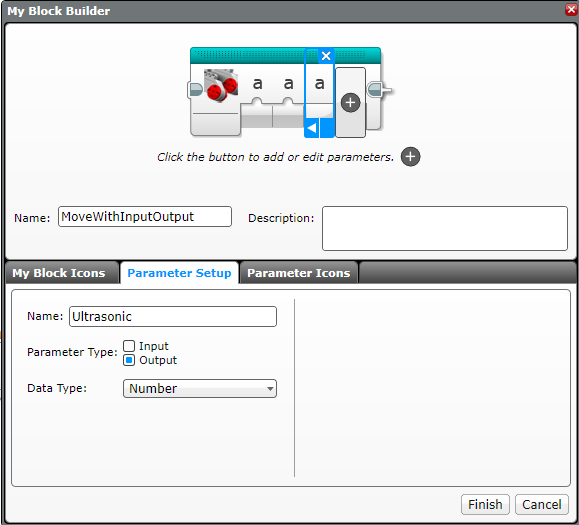 My Block Builder
a a a
Click the button to add or edit parameters.
Name: MoveWithInputOutput Description:
My Block Icons Parameter Setup Parameter Icons
Name: Ultrasonic
Parameter Type: Input
Output
Data Type: Number
Finish Cancel